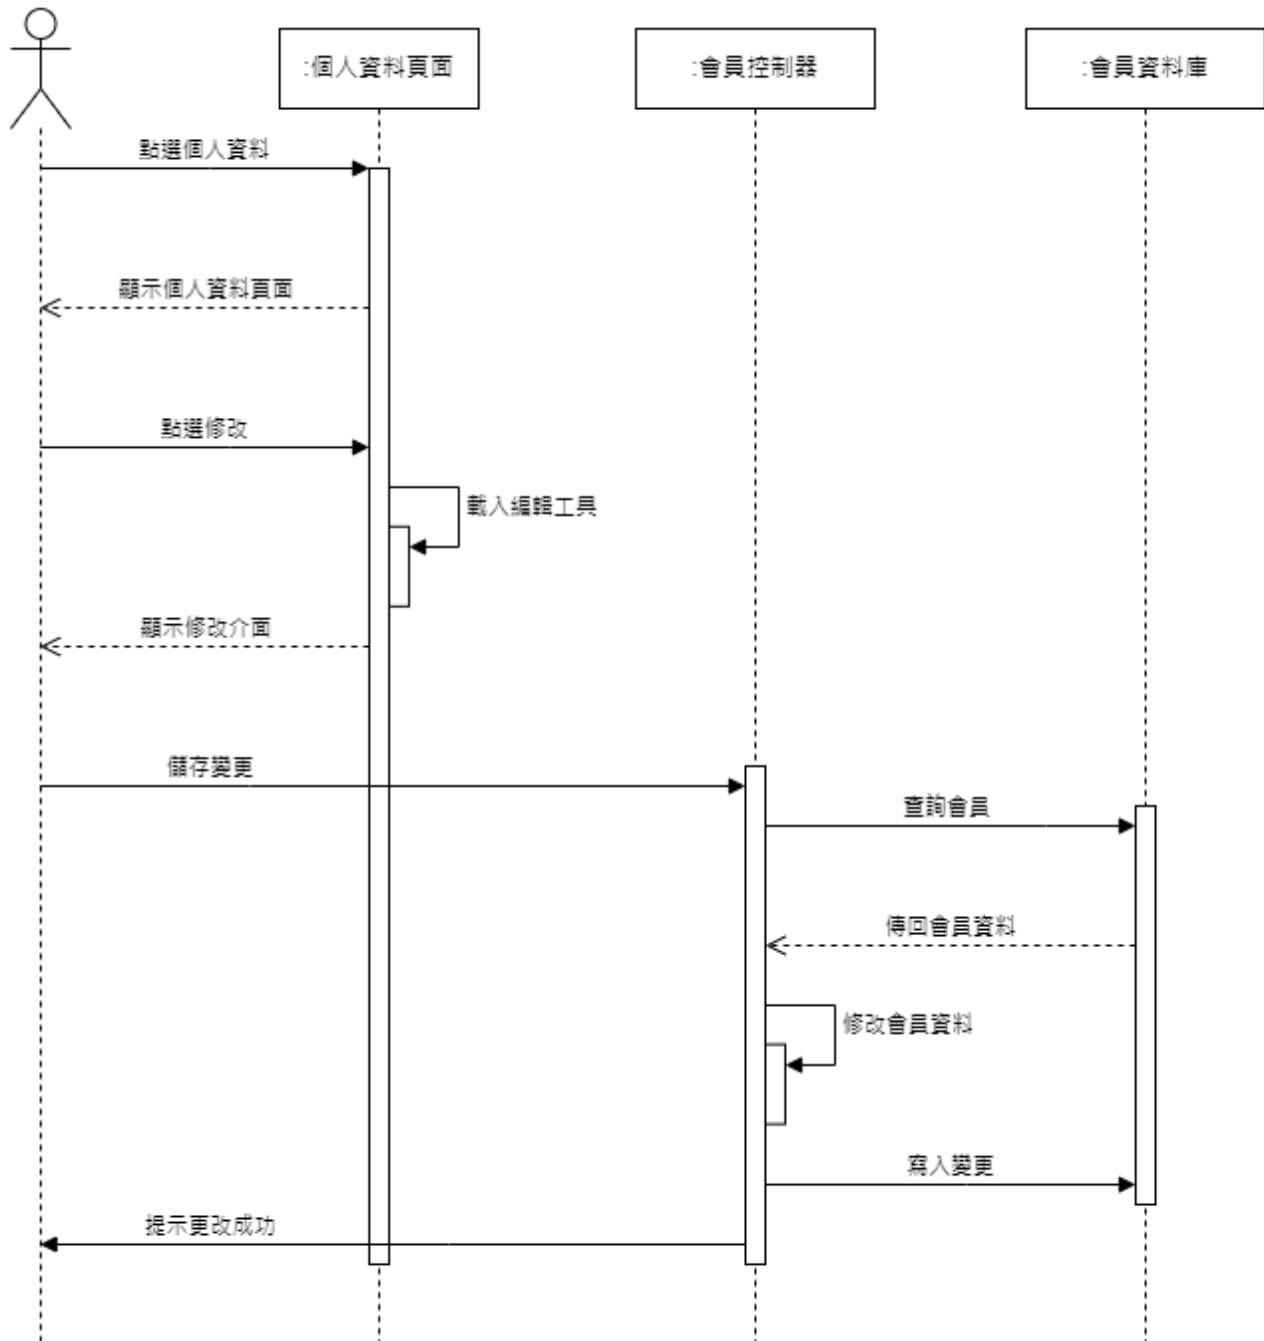 :個人資料頁面
:會員控制器
:會員資料庫
點選個人資料
顯示個人資料頁面
點選修改
載入編輯工具
顯示修改介面
儲存變更
查詢會員
傳回會員資料
修改會員資料
寫入變更
提示更改成功